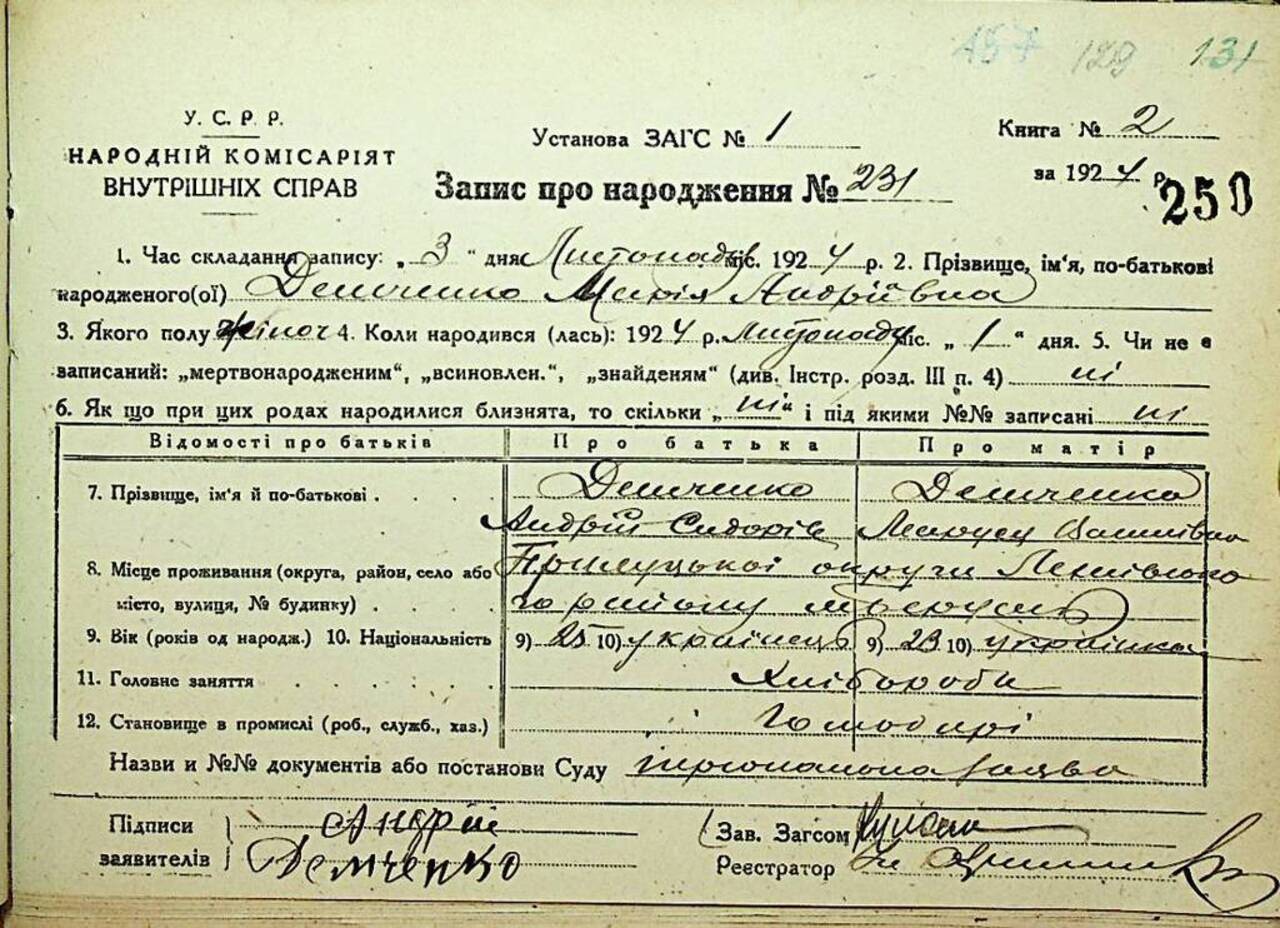 157 129 131
У. С. Р. Р.
НАРОДНІЙ КОМІСАРІЯТ
ВНУТРІШНІХ СПРАВ
Установа ЗАГС № 1
Книга № 2
за 1924 р.
250
Запис про народження № 231
1. Час складання запису: „3“ дня Листопаду міс. 1924 р. 2. Прізвище, ім'я, по-батькові
народженого(ої) Демченко Марія Андріївна
3. Якого полу жіноч 4. Коли народився (лась): 1924 р. листопаду міс. „1“ дня. 5. Чи не є
записаний: „мертвонародженим“, „всиновлен.“, „знайденям“ (див. Інстр. розд. III п. 4) ні
6. Як що при цих родах народилися близнята, то скільки „ні“ і під якими №№ записані ні
Відомості про батьків Про батька Про матір
7. Прізвище, ім'я й по-батькові Демченко Демченко
Андрій Сидорів Маруся
8. Місце проживання (округа, район, село або Прилуцької округи
місто, вулиця, № будинку) го району
9. Вік (років од народж.) 10. Національність 9) 25 10) українець 9) 23 10) українка
11. Головне заняття Хлібороби
12. Становище в промислі (роб., служб., хаз.)
Назви и №№ документів або постанови Суду персональна заява
Підписи заявителів Андрій Демченко
Зав. Загсом
Реєстратор